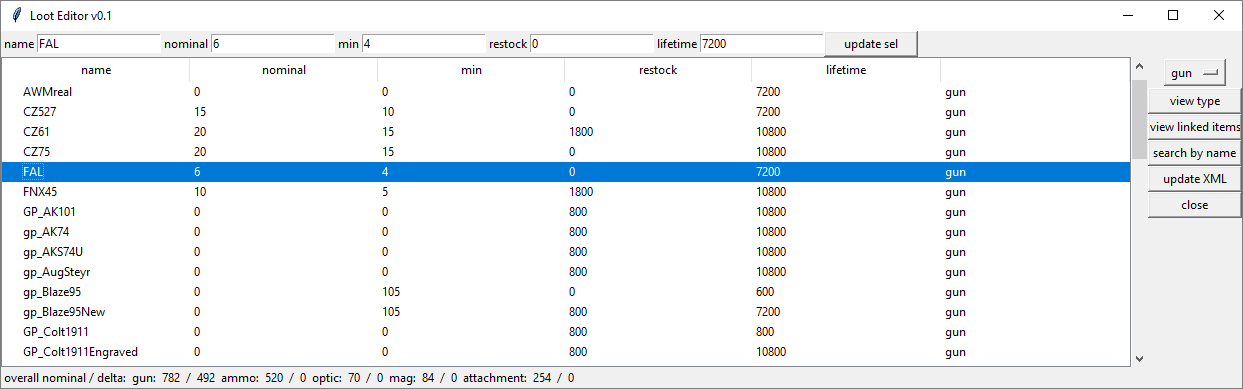 Loot Editor v0.1
name FAL nominal 6 min 4 restock 0 lifetime 7200 update sel
name nominal min restock lifetime
gun
AWMreal 0 0 0 7200 gun
view type
CZ527 15 10 0 7200 gun
view linked items
CZ61 20 15 1800 10800 gun
search by name
CZ75 20 15 0 10800 gun
FAL 6 4 0 7200 gun
update XML
FNX45 10 5 1800 10800 gun
close
GP_AK101 0 0 800 10800 gun
gp_AK74 0 0 800 10800 gun
gp_AKS74U 0 0 800 10800 gun
gp_AugSteyr 0 0 800 10800 gun
gp_Blaze95 0 105 0 600 gun
gp_Blaze95New 0 105 800 7200 gun
GP_Colt1911 0 0 800 800 gun
GP_Colt1911Engraved 0 0 800 10800 gun
overall nominal / delta: gun: 782 / 492 ammo: 520 / 0 optic: 70 / 0 mag: 84 / 0 attachment: 254 / 0